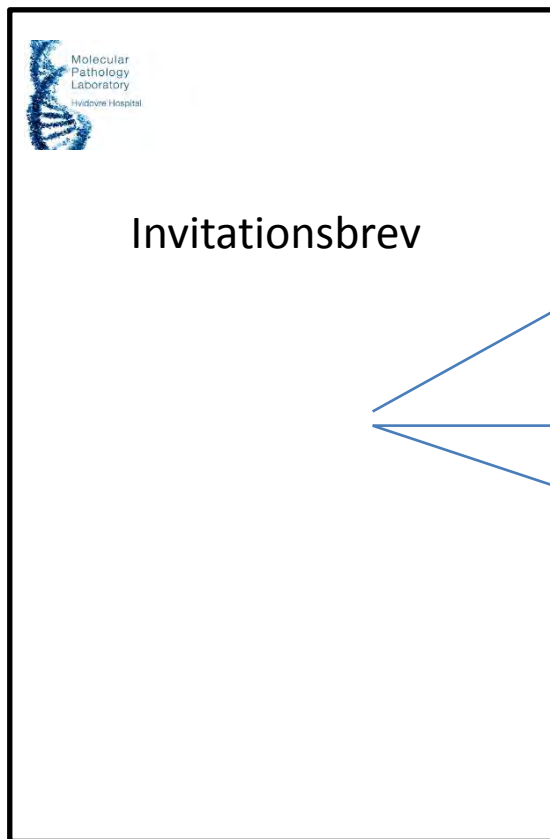 Molecular
Pathology
Laboratory
Hvidovre Hospital
Invitationsbrev